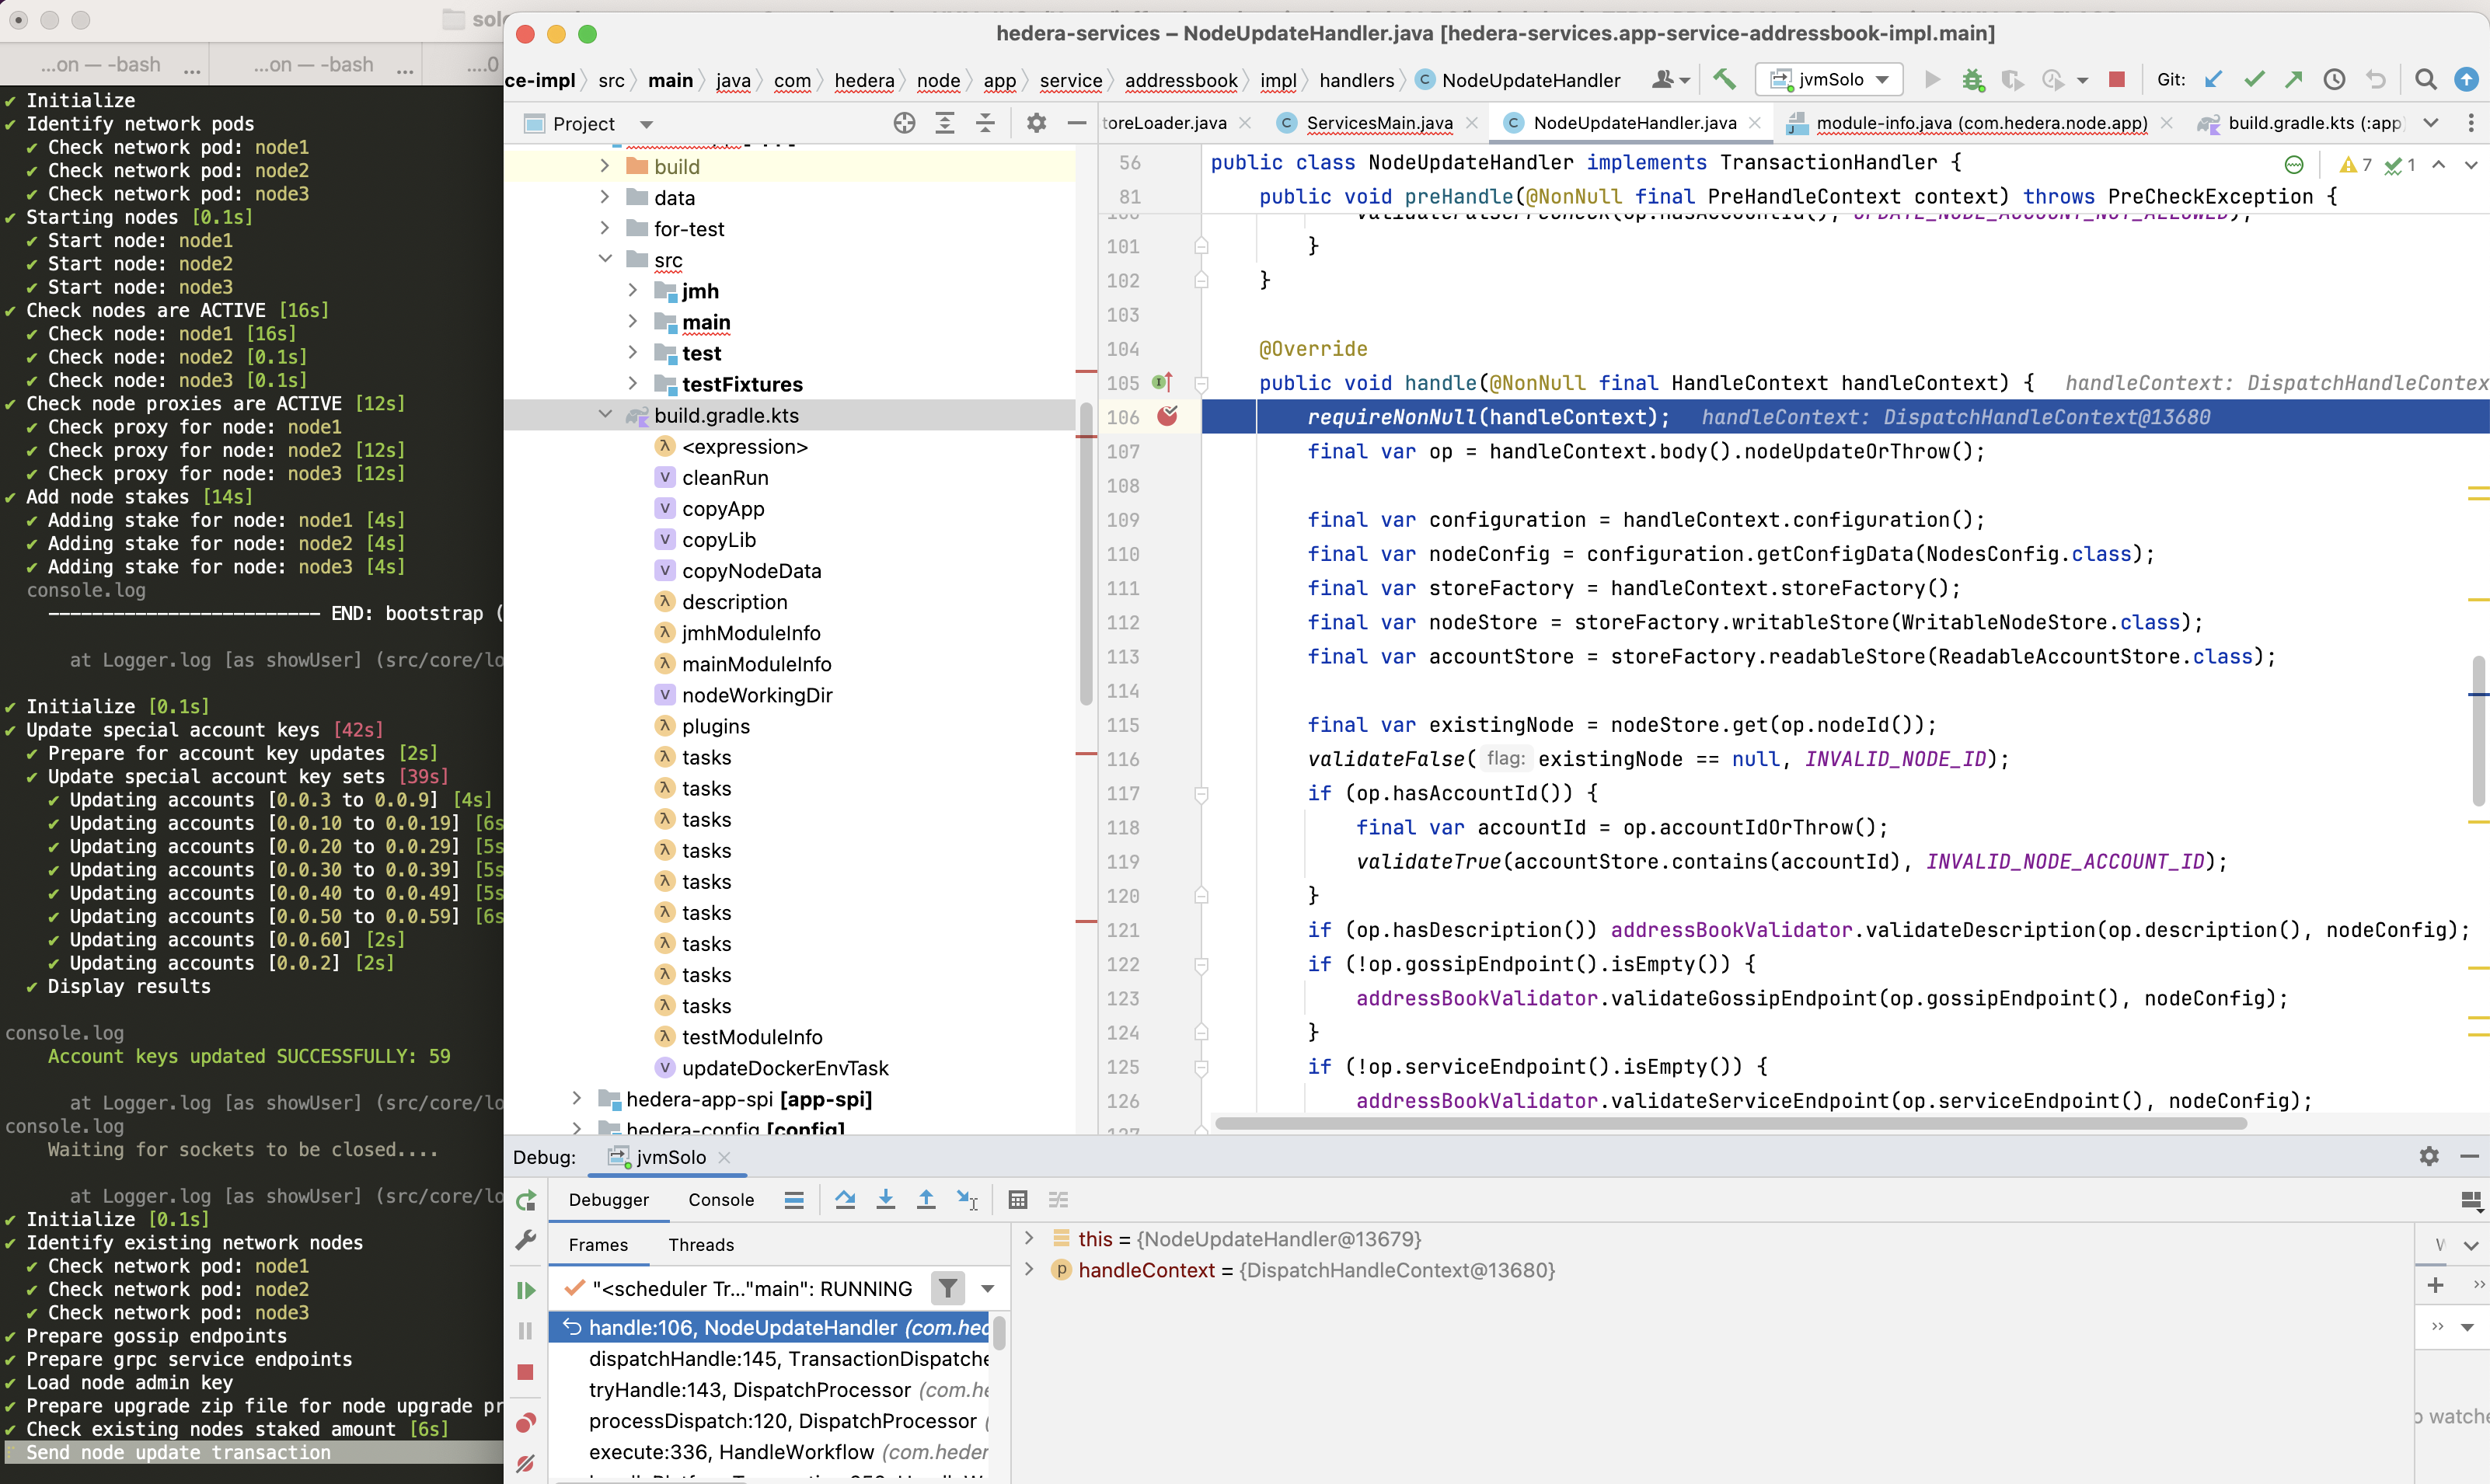 ...on — -bash ... ...on — -bash ... ....0
✔ Initialize
✔ Identify network pods
✔ Check network pod: node1
✔ Check network pod: node2
✔ Check network pod: node3
✔ Starting nodes [0.1s]
✔ Start node: node1
✔ Start node: node2
✔ Start node: node3
✔ Check nodes are ACTIVE [16s]
✔ Check node: node1 [16s]
✔ Check node: node2 [0.1s]
✔ Check node: node3 [0.1s]
✔ Check node proxies are ACTIVE [12s]
✔ Check proxy for node: node1
✔ Check proxy for node: node2 [12s]
✔ Check proxy for node: node3 [12s]
✔ Add node stakes [14s]
✔ Adding stake for node: node1 [4s]
✔ Adding stake for node: node2 [4s]
✔ Adding stake for node: node3 [4s]
console.log
------------------------- END: bootstrap (
at Logger.log [as showUser] (src/core/lo
✔ Initialize [0.1s]
✔ Update special account keys [42s]
✔ Prepare for account key updates [2s]
✔ Update special account key sets [39s]
✔ Updating accounts [0.0.3 to 0.0.9] [4s]
✔ Updating accounts [0.0.10 to 0.0.19] [6s
✔ Updating accounts [0.0.20 to 0.0.29] [5s
✔ Updating accounts [0.0.30 to 0.0.39] [5s
✔ Updating accounts [0.0.40 to 0.0.49] [5s
✔ Updating accounts [0.0.50 to 0.0.59] [6s
✔ Updating accounts [0.0.60] [2s]
✔ Updating accounts [0.0.2] [2s]
✔ Display results
console.log
Account keys updated SUCCESSFULLY: 59
at Logger.log [as showUser] (src/core/lo
console.log
Waiting for sockets to be closed....
at Logger.log [as showUser] (src/core/lo
✔ Initialize [0.1s]
✔ Identify existing network nodes
✔ Check network pod: node1
✔ Check network pod: node2
✔ Check network pod: node3
✔ Prepare gossip endpoints
✔ Prepare grpc service endpoints
✔ Load node admin key
✔ Prepare upgrade zip file for node upgrade pr
✔ Check existing nodes staked amount [6s]
Send node update transaction
hedera-services – NodeUpdateHandler.java [hedera-services.app-service-addressbook-impl.main]
ce-impl › src › main › java › com › hedera › node › app › service › addressbook › impl › handlers › NodeUpdateHandler jvmSolo Git:
Project
build
data
for-test
src
jmh
main
test
testFixtures
build.gradle.kts
<expression>
cleanRun
copyApp
copyLib
copyNodeData
description
jmhModuleInfo
mainModuleInfo
nodeWorkingDir
plugins
tasks
tasks
tasks
tasks
tasks
tasks
tasks
tasks
tasks
testModuleInfo
updateDockerEnvTask
hedera-app-spi [app-spi]
hedera-config [config]
toreLoader.java ServicesMain.java NodeUpdateHandler.java module-info.java (com.hedera.node.app) build.gradle.kts (:app
56 public class NodeUpdateHandler implements TransactionHandler { 7 1
81 public void preHandle(@NonNull final PreHandleContext context) throws PreCheckException {
validateFalsePreCheck(op.hasAccountId(), UPDATE_NODE_ACCOUNT_NOT_ALLOWED);
101 }
102 }
103
104 @Override
105 public void handle(@NonNull final HandleContext handleContext) { handleContext: DispatchHandleContex
106 requireNonNull(handleContext); handleContext: DispatchHandleContext@13680
107 final var op = handleContext.body().nodeUpdateOrThrow();
108
109 final var configuration = handleContext.configuration();
110 final var nodeConfig = configuration.getConfigData(NodesConfig.class);
111 final var storeFactory = handleContext.storeFactory();
112 final var nodeStore = storeFactory.writableStore(WritableNodeStore.class);
113 final var accountStore = storeFactory.readableStore(ReadableAccountStore.class);
114
115 final var existingNode = nodeStore.get(op.nodeId());
116 validateFalse( flag: existingNode == null, INVALID_NODE_ID);
117 if (op.hasAccountId()) {
118 final var accountId = op.accountIdOrThrow();
119 validateTrue(accountStore.contains(accountId), INVALID_NODE_ACCOUNT_ID);
120 }
121 if (op.hasDescription()) addressBookValidator.validateDescription(op.description(), nodeConfig);
122 if (!op.gossipEndpoint().isEmpty()) {
123 addressBookValidator.validateGossipEndpoint(op.gossipEndpoint(), nodeConfig);
124 }
125 if (!op.serviceEndpoint().isEmpty()) {
126 addressBookValidator.validateServiceEndpoint(op.serviceEndpoint(), nodeConfig);
127
Debug: jvmSolo
Debugger Console
Frames Threads
"<scheduler Tr..."main": RUNNING
handle:106, NodeUpdateHandler (com.hed
dispatchHandle:145, TransactionDispatche
tryHandle:143, DispatchProcessor (com.he
processDispatch:120, DispatchProcessor (
execute:336, HandleWorkflow (com.heder
this = {NodeUpdateHandler@13679}
handleContext = {DispatchHandleContext@13680}
watche